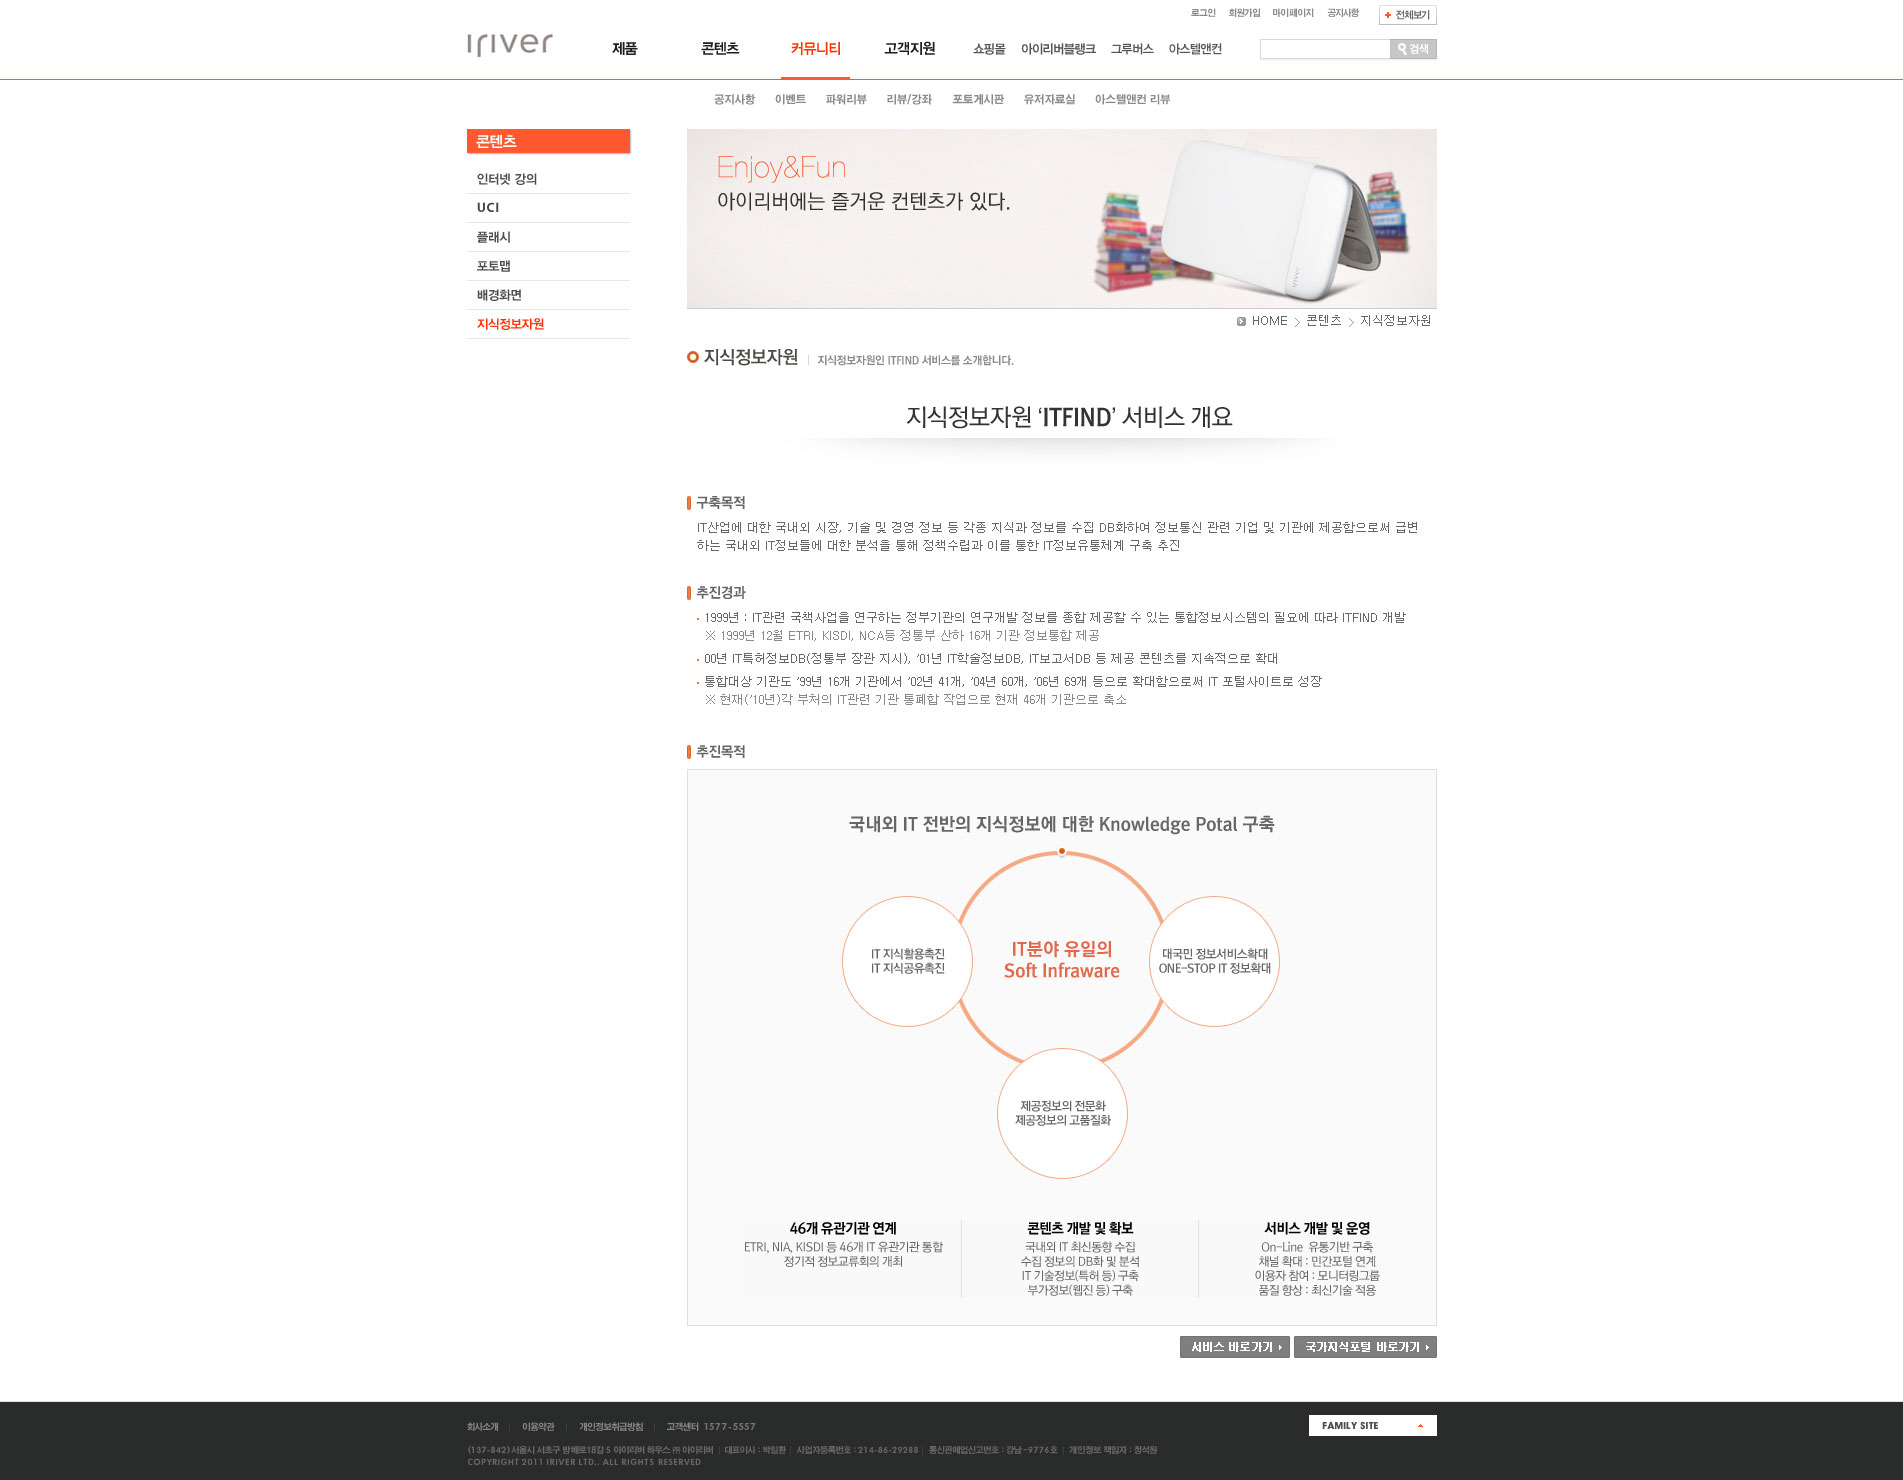 로그인 회원가입 마이페이지 공지사항 전체보기
iriver 제품 콘텐츠 커뮤니티 고객지원 쇼핑몰 아이리버블랭크 그루버스 아스텔앤컨 검색
공지사항 이벤트 파워리뷰 리뷰/강좌 포토게시판 유저자료실 아스텔앤컨 리뷰
콘텐츠
인터넷 강의
UCI
플래시
포토맵
배경화면
지식정보자원
Enjoy&Fun
아이리버에는 즐거운 컨텐츠가 있다.
iriver
HOME > 콘텐츠 > 지식정보자원
지식정보자원 | 지식정보자원인 ITFIND 서비스를 소개합니다.
지식정보자원 ‘ITFIND’ 서비스 개요
구축목적
IT산업에 대한 국내외 시장, 기술 및 경영 정보 등 각종 지식과 정보를 수집 DB화하여 정보통신 관련 기업 및 기관에 제공함으로써 급변
하는 국내외 IT정보들에 대한 분석을 통해 정책수립과 이를 통한 IT정보유통체계 구축 추진
추진경과
· 1999년 : IT관련 국책사업을 연구하는 정부기관의 연구개발 정보를 종합 제공할 수 있는 통합정보시스템의 필요에 따라 ITFIND 개발
※ 1999년 12월 ETRI, KISDI, NCA등 정통부 산하 16개 기관 정보통합 제공
· 00년 IT특허정보DB(정통부 장관 지시), ’01년 IT학술정보DB, IT보고서DB 등 제공 콘텐츠를 지속적으로 확대
· 통합대상 기관도 ’99년 16개 기관에서 ’02년 41개, ’04년 60개, ’06년 69개 등으로 확대함으로써 IT 포털사이트로 성장
※ 현재(’10년)각 부처의 IT관련 기관 통폐합 작업으로 현재 46개 기관으로 축소
추진목적
국내외 IT 전반의 지식정보에 대한 Knowledge Potal 구축
IT 지식활용촉진
IT 지식공유촉진
IT분야 유일의
Soft Infraware
대국민 정보서비스확대
ONE-STOP IT 정보확대
제공정보의 전문화
제공정보의 고품질화
46개 유관기관 연계
ETRI, NIA, KISDI 등 46개 IT 유관기관 통합
정기적 정보교류회의 개최
콘텐츠 개발 및 확보
국내외 IT 최신동향 수집
수집 정보의 DB화 및 분석
IT 기술정보(특허 등) 구축
부가정보(웹진 등) 구축
서비스 개발 및 운영
On-Line 유통기반 구축
채널 확대 : 민간포털 연계
이용자 참여 : 모니터링그룹
품질 향상 : 최신기술 적용
서비스 바로가기 국가지식포털 바로가기
회사소개 이용약관 개인정보취급방침 고객센터 1577-5557
FAMILY SITE
(137-842) 서울시 서초구 방배로18길 5 아이리버 하우스 ㈜ 아이리버 | 대표이사 : 박일환 | 사업자등록번호 : 214-86-29288 | 통신판매업신고번호 : 강남-9776호 | 개인정보 책임자 : 정석원
COPYRIGHT 2011 IRIVER LTD.. ALL RIGHTS RESERVED